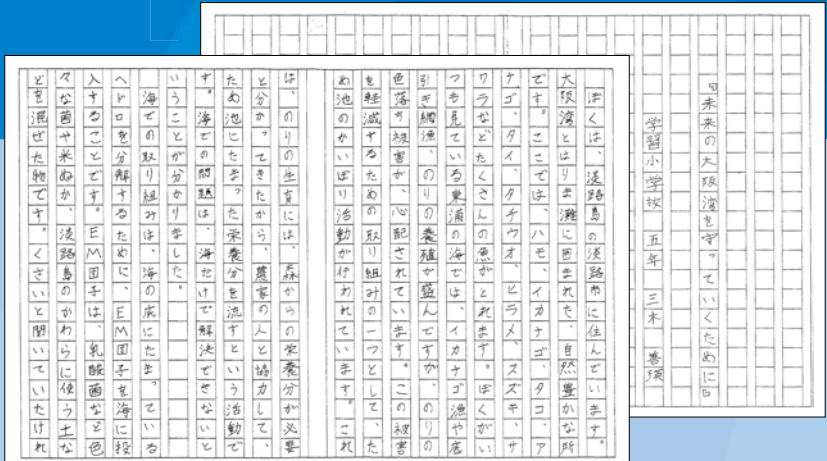 『未来の大阪湾を守っていくために』
学習小学校 五年 三木
ぼくは、淡路島の淡路市に住んでいます。
大阪湾とはりま灘に囲まれた、自然豊かな所
です。ここでは、ハモ、イカナゴ、タコ、ア
ナゴ、タイ、タチウオ、ヒラメ、スズキ、サ
ワラなどたくさんの魚がとれます。ぼくがい
つも見ている東浦の海では、イカナゴ漁や底
引き網漁、のりの養殖が盛んですが、のりの
色落ち被害が、心配されています。この被害
を軽減するための取り組みの一つとして、た
め池のかいぼり活動が行われています。これ
は、のりの生育には、森からの栄養分が必要
と分かってきたから、農家の人と協力して、
ため池にたまった栄養分を流すという活動で
す。海での問題は、海だけで解決できないと
いうことが分かりました。
海での取り組みは、海の底にたまっている
ヘドロを分解するために、EM団子を海に投
入することです。EM団子は、乳酸菌など色
々な菌や米ぬか、淡路島のかわらに使う土な
どを混ぜた物です。くさいと聞いていたけれ